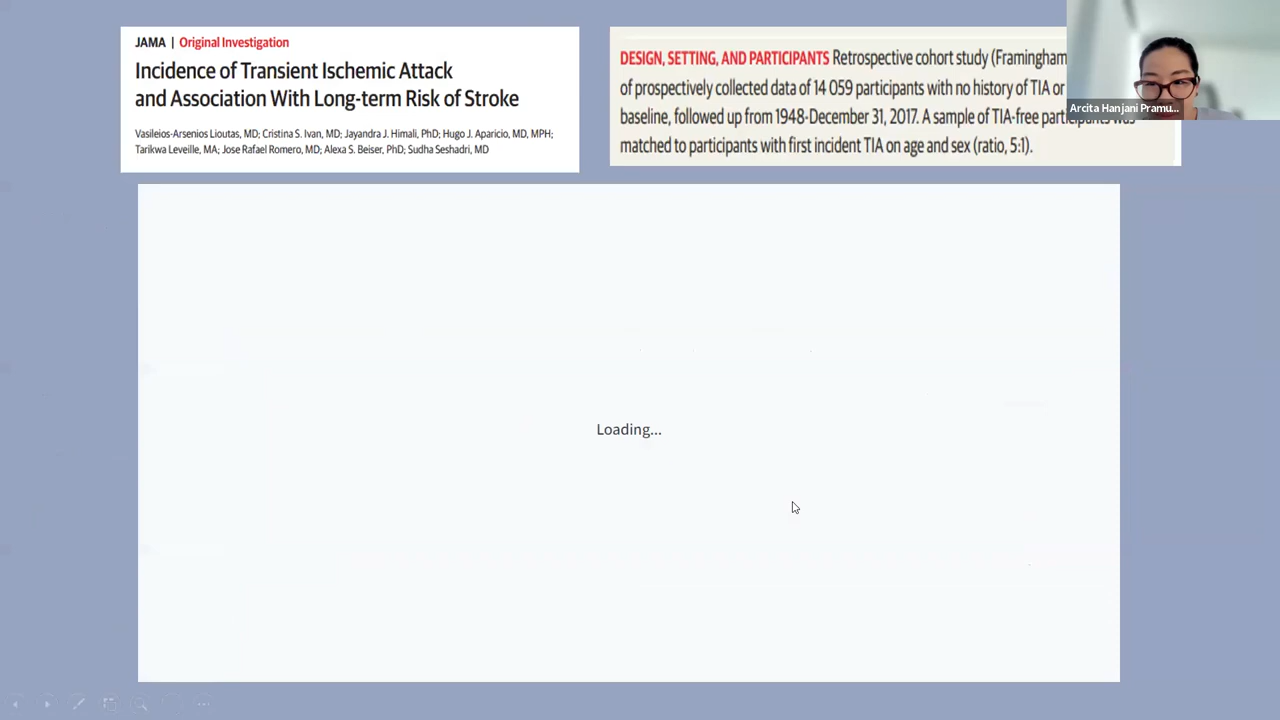 JAMA | Original Investigation
Incidence of Transient Ischemic Attack
and Association With Long-term Risk of Stroke
Vasileios-Arsenios Lioutas, MD; Cristina S. Ivan, MD; Jayandra J. Himali, PhD; Hugo J. Aparicio, MD, MPH;
Tarikwa Leveille, MA; Jose Rafael Romero, MD; Alexa S. Beiser, PhD; Sudha Seshadri, MD
DESIGN, SETTING, AND PARTICIPANTS Retrospective cohort study (Framingham
of prospectively collected data of 14 059 participants with no history of TIA or
baseline, followed up from 1948-December 31, 2017. A sample of TIA-free participants was
matched to participants with first incident TIA on age and sex (ratio, 5:1).
Arcita Hanjani Pramu...
Loading...